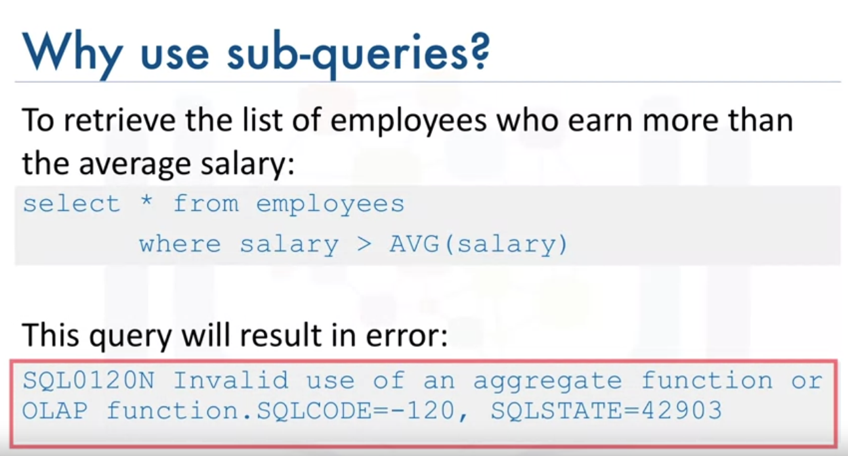 Why use sub-queries?
To retrieve the list of employees who earn more than
the average salary:
select * from employees
where salary > AVG(salary)
This query will result in error:
SQL0120N Invalid use of an aggregate function or
OLAP function.SQLCODE=-120, SQLSTATE=42903